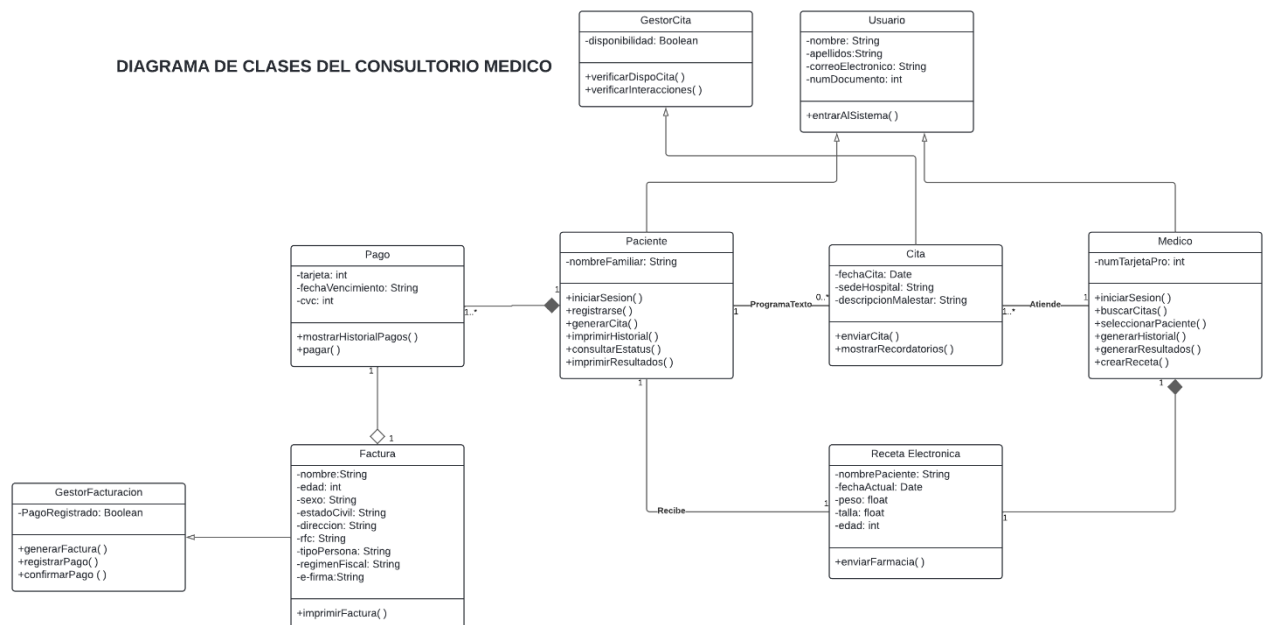 DIAGRAMA DE CLASES DEL CONSULTORIO MEDICO
GestorCita
-disponibilidad: Boolean
+verificarDispoCita( )
+verificarInteracciones( )
Usuario
-nombre: String
-apellidos:String
-correoElectronico: String
-numDocumento: int
+entrarAlSistema( )
Pago
-tarjeta: int
-fechaVencimiento: String
-cvc: int
+mostrarHistorialPagos( )
+pagar( )
1..*
1
Paciente
-nombreFamiliar: String
+iniciarSesion( )
+registrarse( )
+generarCita( )
+imprimirHistorial( )
+consultarEstatus( )
+imprimirResultados( )
1
ProgramaTexto
0..*
Cita
-fechaCita: Date
-sedeHospital: String
-descripcionMalestar: String
+enviarCita( )
+mostrarRecordatorios( )
1..*
Atiende
1
Medico
-numTarjetaPro: int
+iniciarSesion( )
+buscarCitas( )
+seleccionarPaciente( )
+generarHistorial( )
+generarResultados( )
+crearReceta( )
1
1
1
1
Factura
-nombre:String
-edad: int
-sexo: String
-estadoCivil: String
-direccion: String
-rfc: String
-tipoPersona: String
-regimenFiscal: String
-e-firma:String
+imprimirFactura( )
GestorFacturacion
-PagoRegistrado: Boolean
+generarFactura( )
+registrarPago( )
+confirmarPago ( )
Recibe
1
Receta Electronica
-nombrePaciente: String
-fechaActual: Date
-peso: float
-talla: float
-edad: int
+enviarFarmacia( )
1